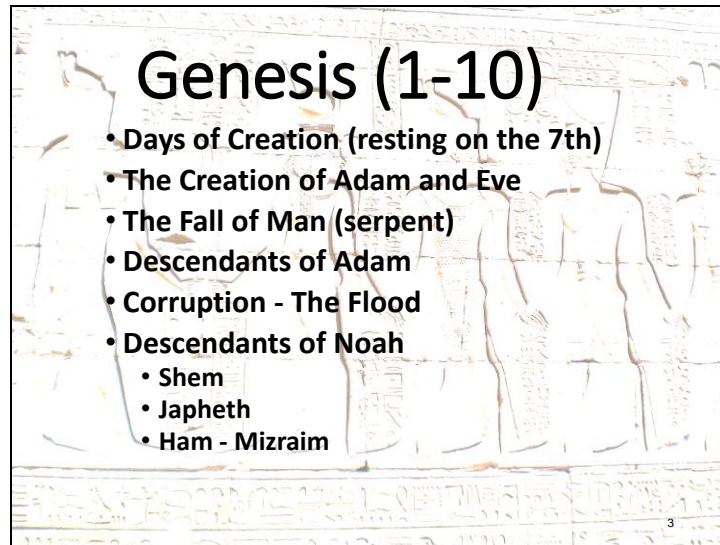 Genesis (1-10)
• Days of Creation (resting on the 7th)
• The Creation of Adam and Eve
• The Fall of Man (serpent)
• Descendants of Adam
• Corruption - The Flood
• Descendants of Noah
• Shem
• Japheth
• Ham - Mizraim
3